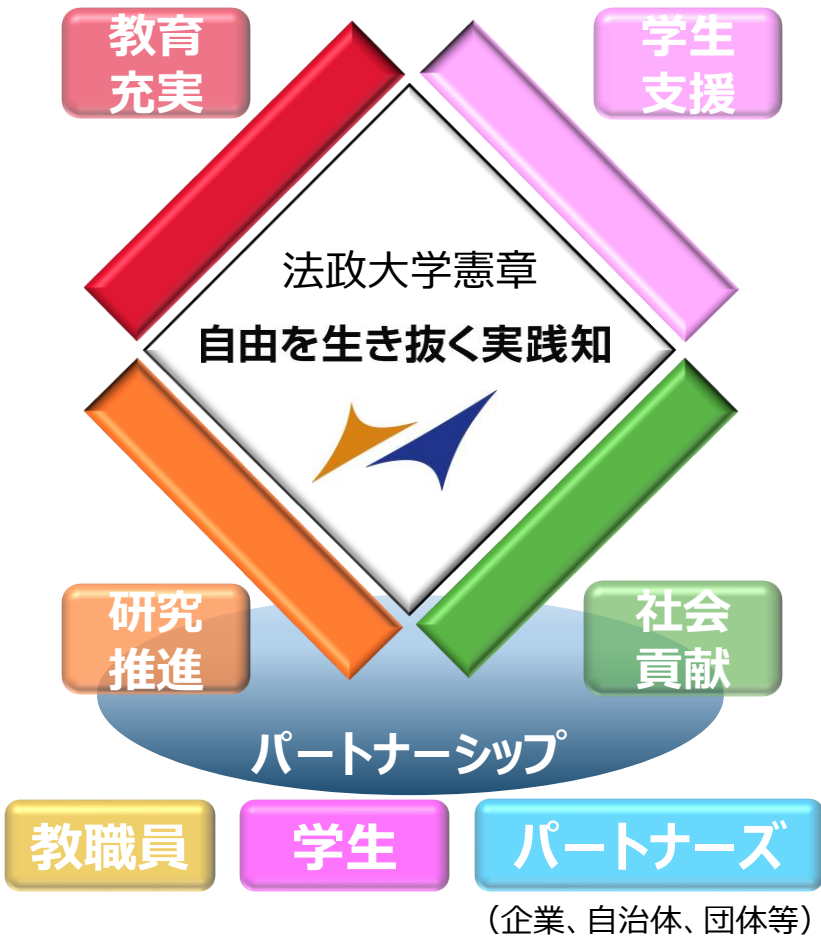 教育
充実
学生
支援
法政大学憲章
自由を生き抜く実践知
研究
推進
社会
貢献
パートナーシップ
教職員
学生
パートナーズ
（企業、自治体、団体等）